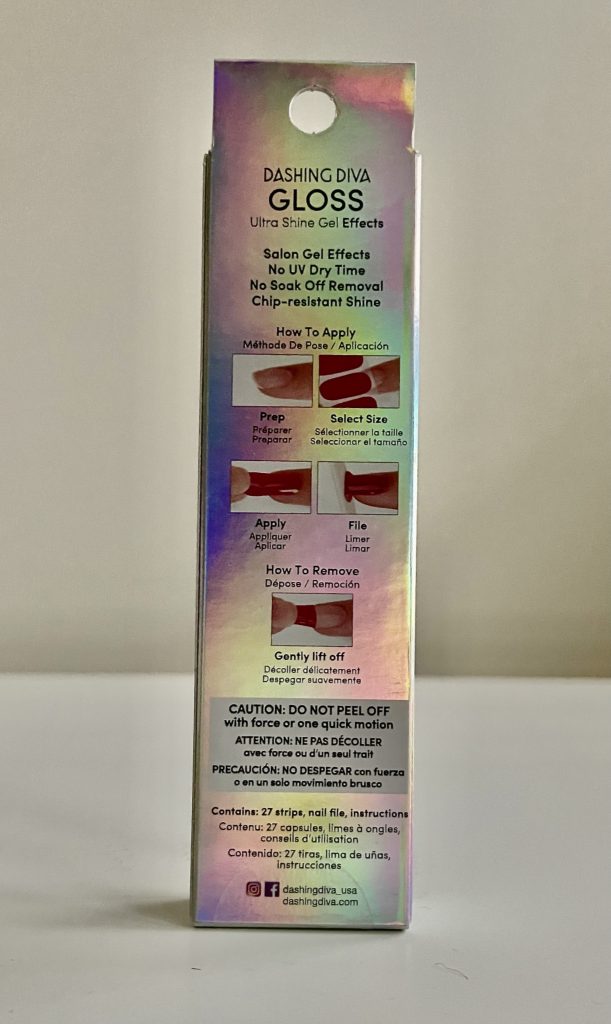 DASHING DIVA
GLOSS
Ultra Shine Gel Effects
Salon Gel Effects
No UV Dry Time
No Soak Off Removal
Chip-resistant Shine
How To Apply
Méthode De Pose / Aplicación
Prep
Préparer
Preparar
Select Size
Sélectionner la taille
Seleccionar el tamaño
Apply
Appliquer
Aplicar
File
Limer
Limar
How To Remove
Dépose / Remoción
Gently lift off
Décoller délicatement
Despegar suavemente
CAUTION: DO NOT PEEL OFF
with force or one quick motion
ATTENTION: NE PAS DÉCOLLER
avec force ou d'un seul trait
PRECAUCIÓN: NO DESPEGAR con fuerza
o en un solo movimiento brusco
Contains: 27 strips, nail file, instructions
Contenu: 27 capsules, limes à ongles,
conseils d'utilisation
Contenido: 27 tiras, lima de uñas,
instrucciones
dashingdiva_usa
dashingdiva.com